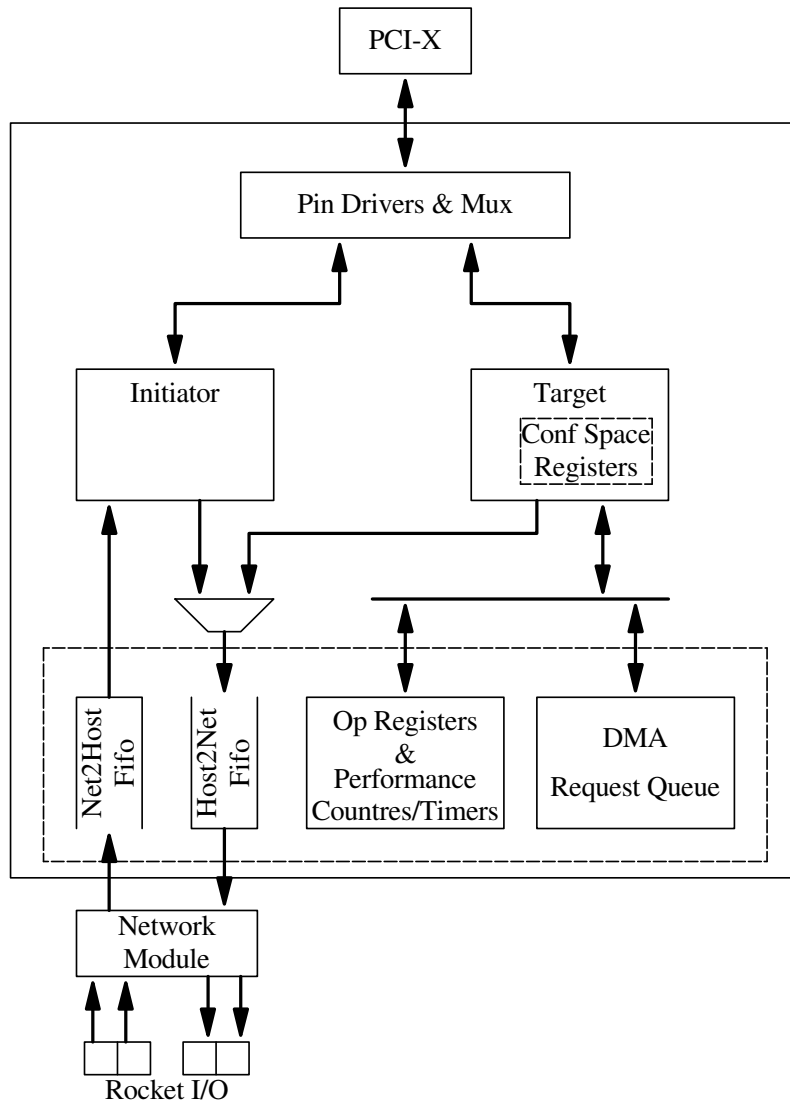 PCI-X
Pin Drivers & Mux
Initiator
Target
Conf Space
Registers
Net2Host
Fifo
Host2Net
Fifo
Op Registers
&
Performance
Countres/Timers
DMA
Request Queue
Network
Module
Rocket I/O